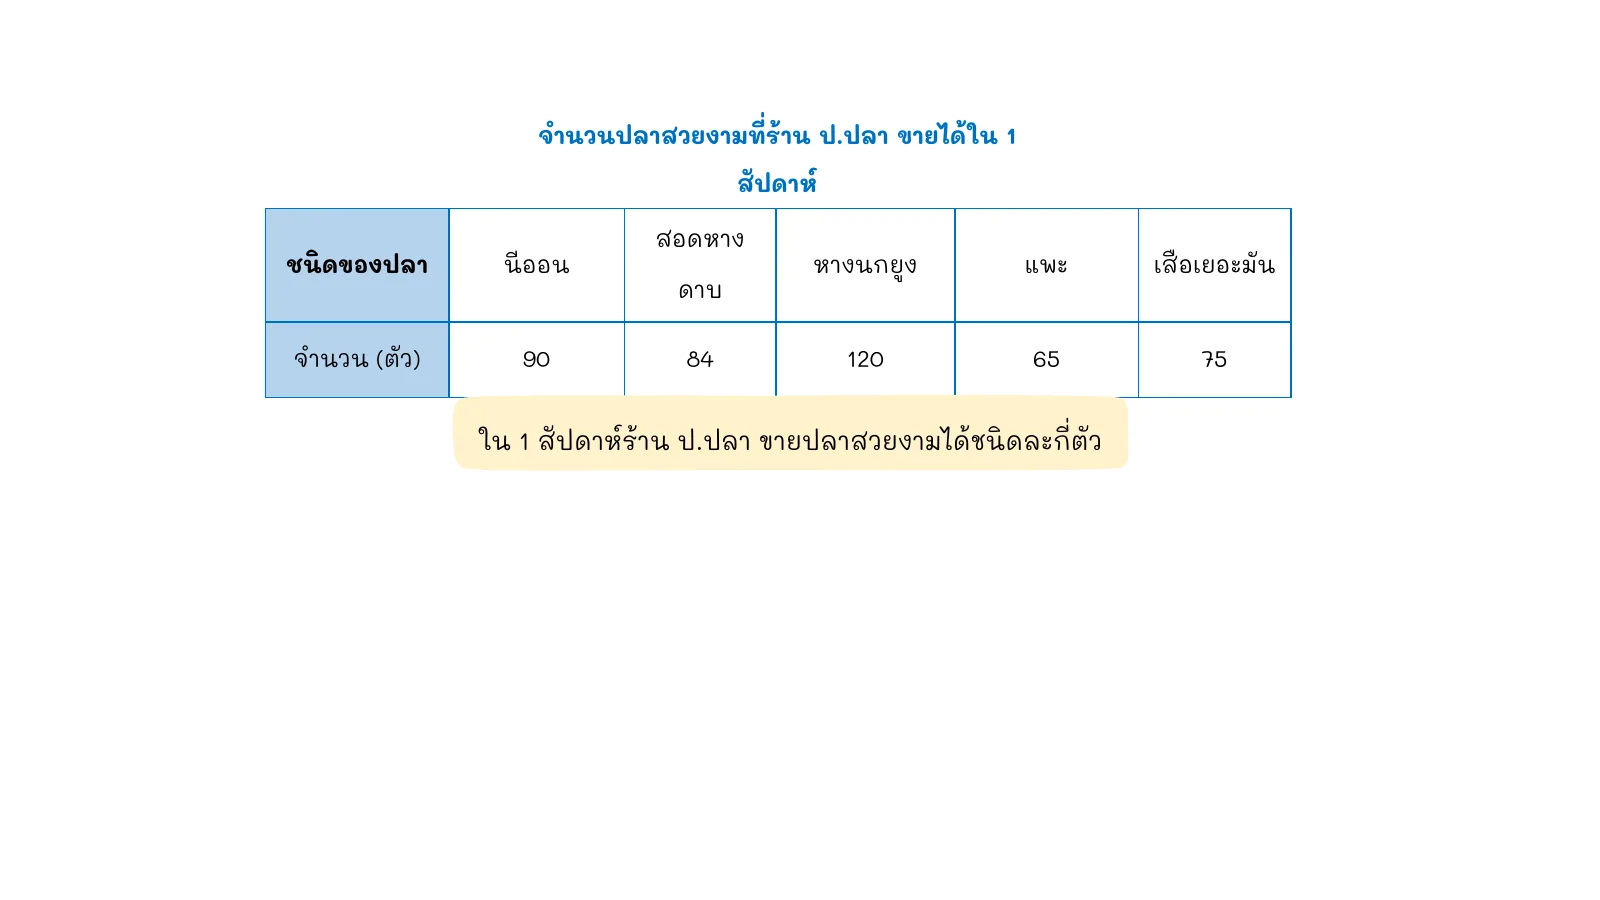 จำนวนปลาสวยงามที่ร้าน ป.ปลา ขายได้ใน 1
สัปดาห์
ชนิดของปลา นีออน สอดหาง ดาบ หางนกยูง แพะ เสือเยอะมัน
จำนวน (ตัว) 90 84 120 65 75
ใน 1 สัปดาห์ร้าน ป.ปลา ขายปลาสวยงามได้ชนิดละกี่ตัว